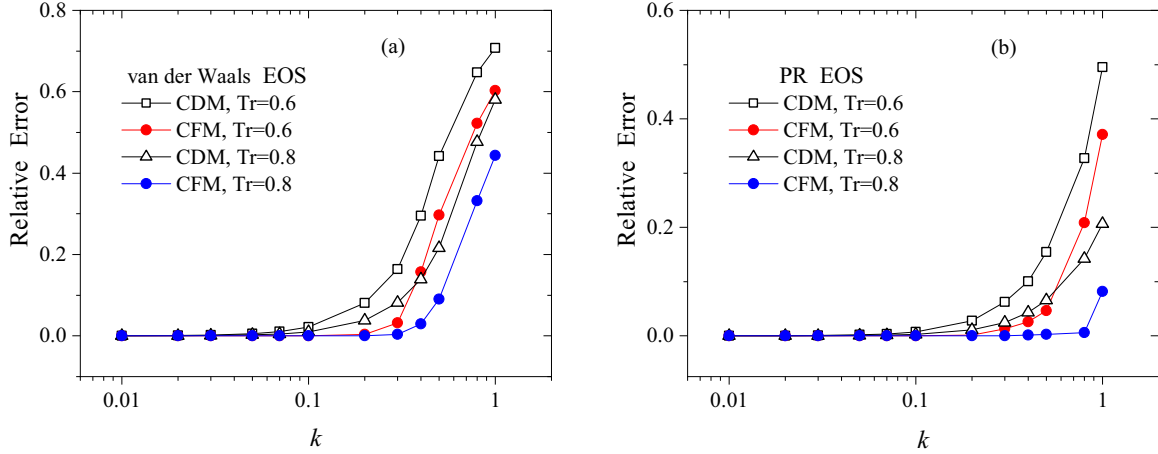 0.8
0.6
0.4
0.2
0.0
Relative Error
(a)
van der Waals EOS
CDM, Tr=0.6
CFM, Tr=0.6
CDM, Tr=0.8
CFM, Tr=0.8
0.01
0.1
1
k
0.6
0.4
0.2
0.0
Relative Error
(b)
PR EOS
CDM, Tr=0.6
CFM, Tr=0.6
CDM, Tr=0.8
CFM, Tr=0.8
0.01
0.1
1
k